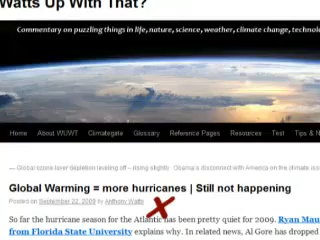 Watts Up With That?
Commentary on puzzling things in life, nature, science, weather, climate change, technolo
Home About WUWT Climategate Glossary Reference Pages Resources Test Tips & N
← Global ozone layer depletion leveling off – rising slightly Obama's disconnect with America on the climate iss
Global Warming = more hurricanes | Still not happening
Posted on September 22, 2009 by Anthony Watts
So far the hurricane season for the Atlantic has been pretty quiet for 2009. Ryan Mau
from Florida State University explains why. In related news, Al Gore has dropped